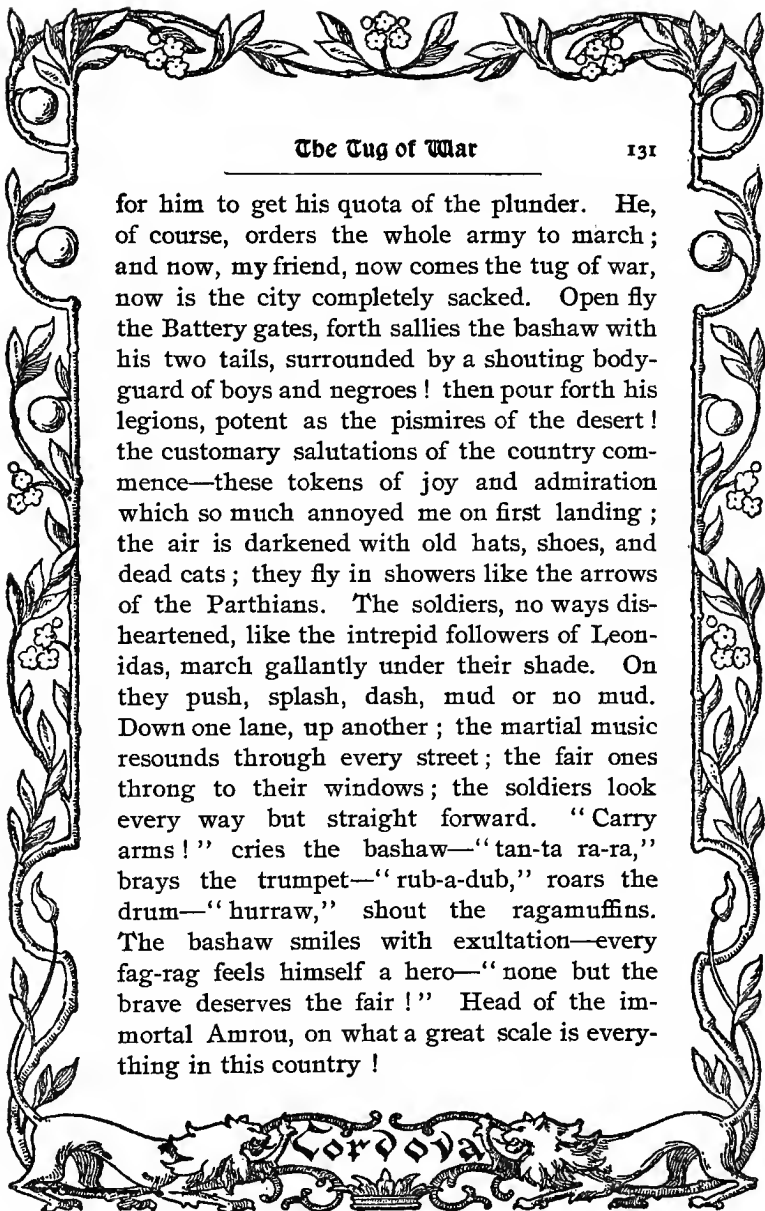 The Tug of War 131
for him to get his quota of the plunder. He,
of course, orders the whole army to march ;
and now, my friend, now comes the tug of war,
now is the city completely sacked. Open fly
the Battery gates, forth sallies the bashaw with
his two tails, surrounded by a shouting body-
guard of boys and negroes ! then pour forth his
legions, potent as the pismires of the desert !
the customary salutations of the country com-
mence—these tokens of joy and admiration
which so much annoyed me on first landing ;
the air is darkened with old hats, shoes, and
dead cats ; they fly in showers like the arrows
of the Parthians. The soldiers, no ways dis-
heartened, like the intrepid followers of Leon-
idas, march gallantly under their shade. On
they push, splash, dash, mud or no mud.
Down one lane, up another ; the martial music
resounds through every street ; the fair ones
throng to their windows ; the soldiers look
every way but straight forward. “ Carry
arms ! ” cries the bashaw—“ tan-ta ra-ra,”
brays the trumpet—“ rub-a-dub,” roars the
drum—“ hurraw,” shout the ragamuffins.
The bashaw smiles with exultation—every
fag-rag feels himself a hero—“ none but the
brave deserves the fair ! ” Head of the im-
mortal Amrou, on what a great scale is every-
thing in this country !
Cordova